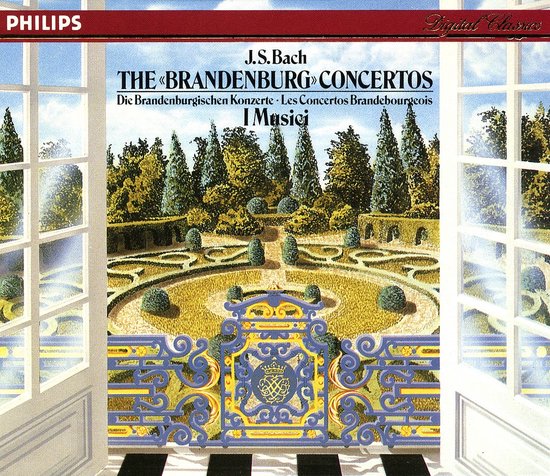 PHILIPS
Digital Classics
J.S.Bach
THE «BRANDENBURG» CONCERTOS
Die Brandenburgischen Konzerte · Les Concertos Brandebourgeois
I Musici